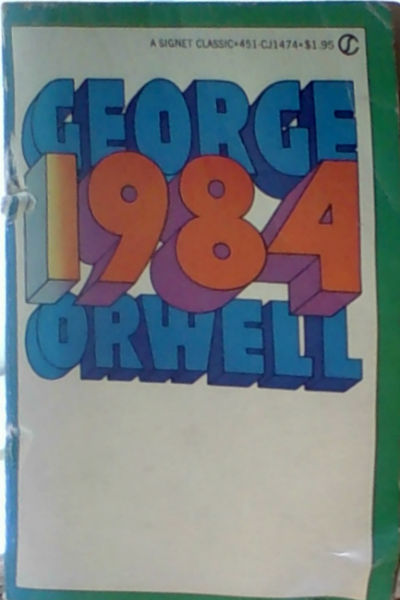 A SIGNET CLASSIC•451-CJ1474•$1.95
GEORGE
1984
ORWELL